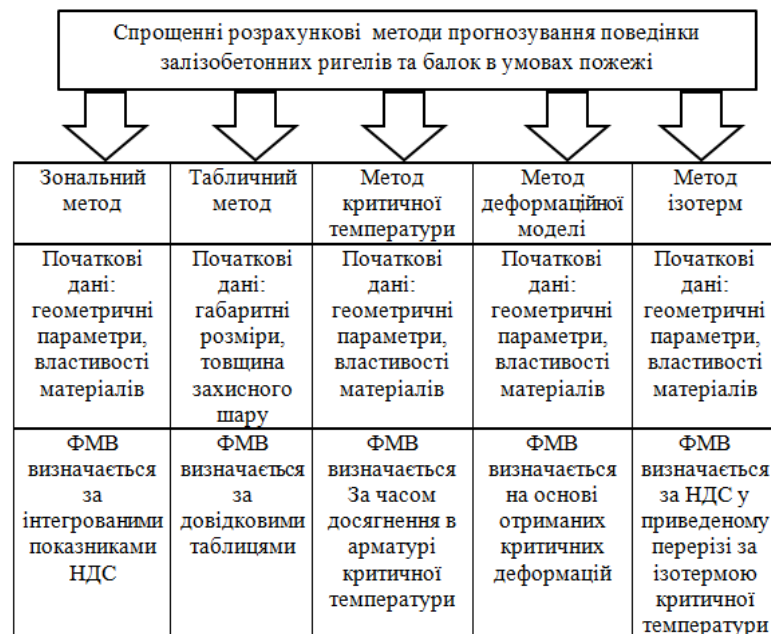 Спрощенні розрахункові методи прогнозування поведінки
залізобетонних ригелів та балок в умовах пожежі
Зональний
метод
Табличний
метод
Метод
критичної
температури
Метод
деформаційної
моделі
Метод
ізотерм
Початкові
дані:
геометричні
параметри,
властивості
матеріалів
Початкові
дані:
габаритні
розміри,
товщина
захисного
шару
Початкові
дані:
геометричні
параметри,
властивості
матеріалів
Початкові
дані:
геометричні
параметри,
властивості
матеріалів
Початкові
дані:
геометричні
параметри,
властивості
матеріалів
ФМВ
визначається
за
інтегрованими
показниками
НДС
ФМВ
визначається
за
довідковими
таблицями
ФМВ
визначається
За часом
досягнення в
арматурі
критичної
температури
ФМВ
визначається
на основі
отриманих
критичних
деформацій
ФМВ
визначається
за НДС у
приведеному
перерізі за
ізотермою
критичної
температури